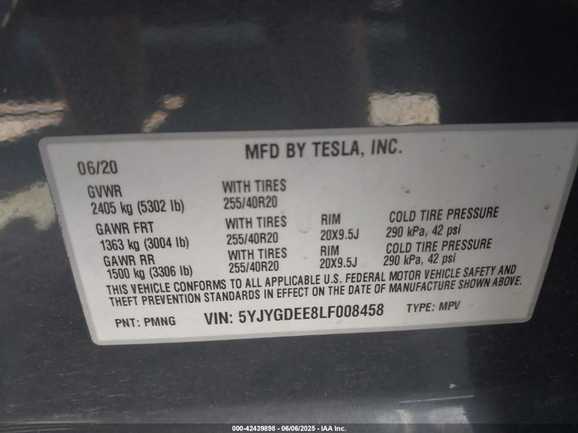 MFD BY TESLA, INC.
06/20
GVWR WITH TIRES
2405 kg (5302 lb) 255/40R20
GAWR FRT WITH TIRES RIM COLD TIRE PRESSURE
1363 kg (3004 lb) 255/40R20 20X9.5J 290 kPa, 42 psi
GAWR RR WITH TIRES RIM COLD TIRE PRESSURE
1500 kg (3306 lb) 255/40R20 20X9.5J 290 kPa, 42 psi
THIS VEHICLE CONFORMS TO ALL APPLICABLE U.S. FEDERAL MOTOR VEHICLE SAFETY AND
THEFT PREVENTION STANDARDS IN EFFECT ON THE DATE OF MANUFACTURE SHOWN ABOVE.
PNT: PMNG VIN: 5YJYGDEE8LF008458 TYPE: MPV
000-42439898 - 06/06/2025 - IAA Inc.